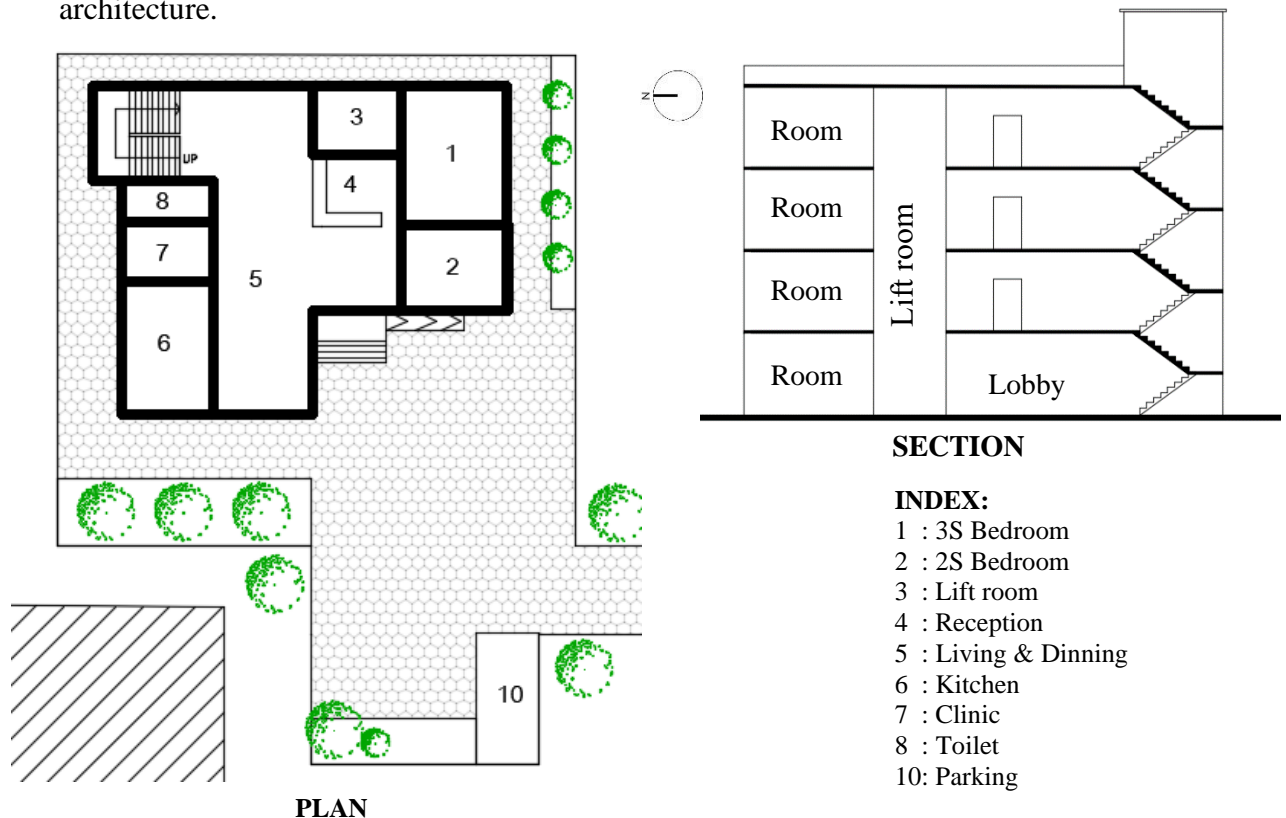 architecture.
3
1
4
UP
8
7
5
2
6
10
PLAN
N
Room
Room
Room
Room
Lift room
Lobby
SECTION
INDEX:
1 : 3S Bedroom
2 : 2S Bedroom
3 : Lift room
4 : Reception
5 : Living & Dinning
6 : Kitchen
7 : Clinic
8 : Toilet
10: Parking